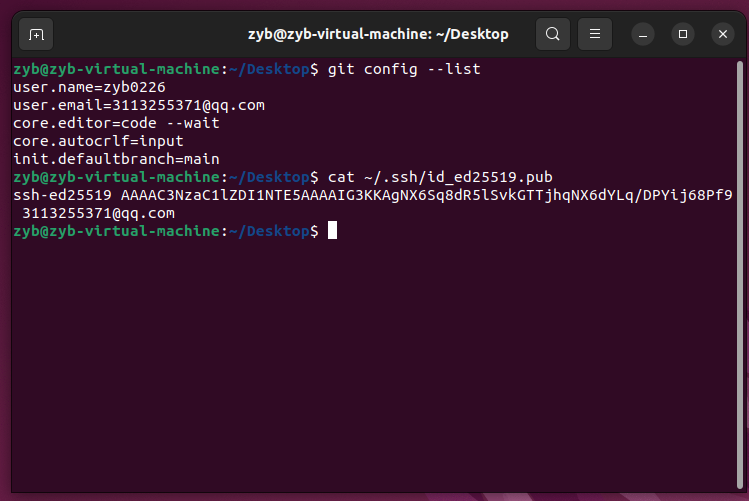 zyb@zyb-virtual-machine: ~/Desktop
zyb@zyb-virtual-machine:~/Desktop$ git config --list
user.name=zyb0226
user.email=3113255371@qq.com
core.editor=code --wait
core.autocrlf=input
init.defaultbranch=main
zyb@zyb-virtual-machine:~/Desktop$ cat ~/.ssh/id_ed25519.pub
ssh-ed25519 AAAAC3NzaC1lZDI1NTE5AAAAIG3KKAgNX6Sq8dR5lSvkGTTjhqNX6dYLq/DPYij68Pf9
3113255371@qq.com
zyb@zyb-virtual-machine:~/Desktop$